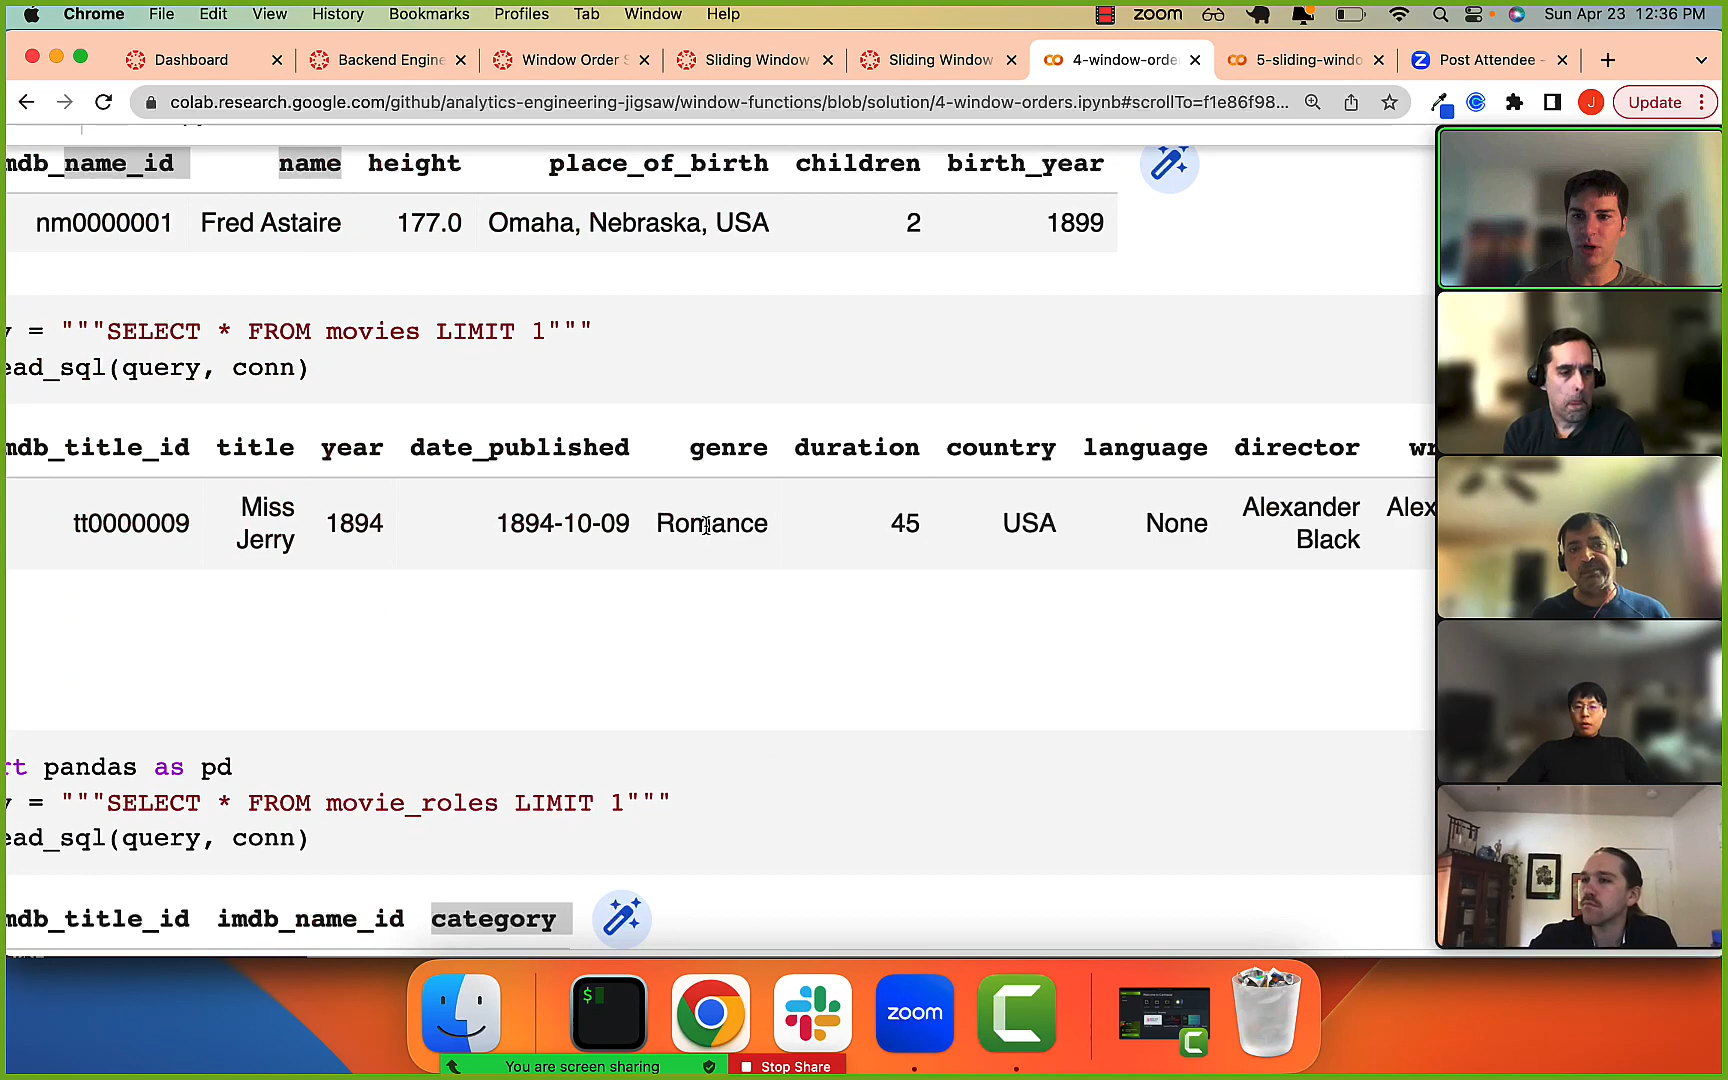 Chrome File Edit View History Bookmarks Profiles Tab Window Help zoom Sun Apr 23 12:36 PM
Dashboard Backend Engine Window Order S Sliding Window Sliding Window 4-window-order 5-sliding-windo Post Attendee -
colab.research.google.com/github/analytics-engineering-jigsaw/window-functions/blob/solution/4-window-orders.ipynb#scrollTo=f1e86f98... J Update
mdb_name_id name height place_of_birth children birth_year
nm0000001 Fred Astaire 177.0 Omaha, Nebraska, USA 2 1899
y = """SELECT * FROM movies LIMIT 1"""
ead_sql(query, conn)
mdb_title_id title year date_published genre duration country language director wr
tt0000009 Miss Jerry 1894 1894-10-09 Romance 45 USA None Alexander Black Alex
rt pandas as pd
y = """SELECT * FROM movie_roles LIMIT 1"""
ead_sql(query, conn)
mdb_title_id imdb_name_id category
$
zoom
You are screen sharing Stop Share